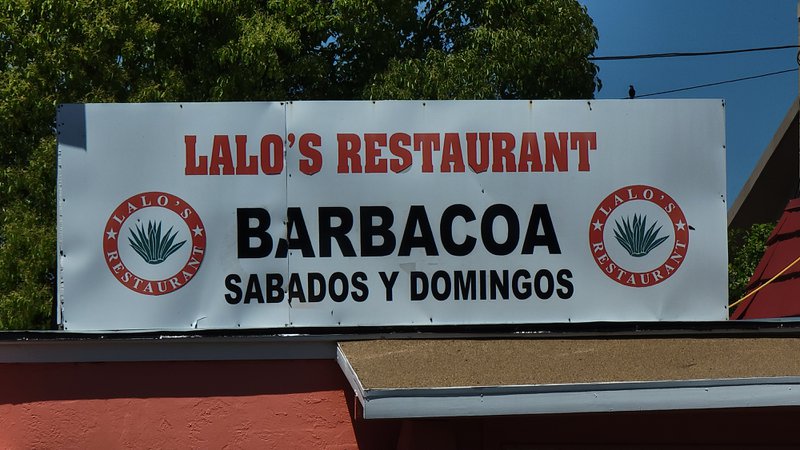 LALO'S RESTAURANT
BARBACOA
SABADOS Y DOMINGOS
LALO'S
RESTAURANT
LALO'S
RESTAURANT